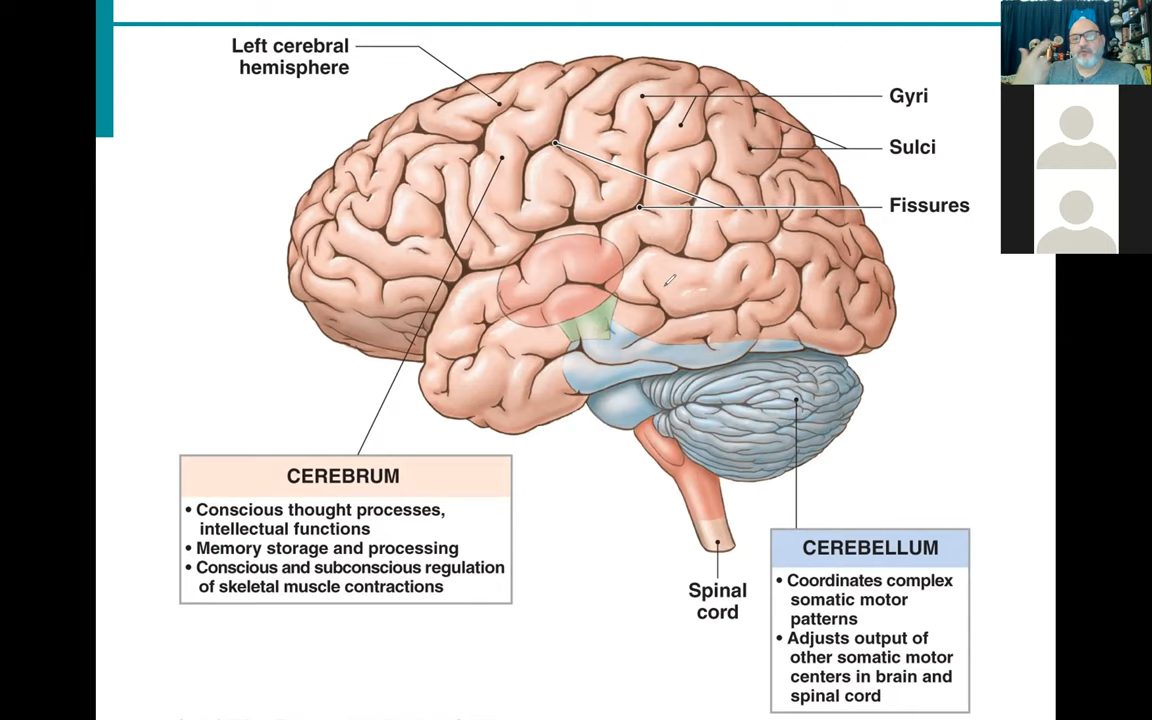 Left cerebral
hemisphere
Gyri
Sulci
Fissures
CEREBRUM
• Conscious thought processes,
intellectual functions
• Memory storage and processing
• Conscious and subconscious regulation
of skeletal muscle contractions
Spinal
cord
CEREBELLUM
• Coordinates complex
somatic motor
patterns
• Adjusts output of
other somatic motor
centers in brain and
spinal cord